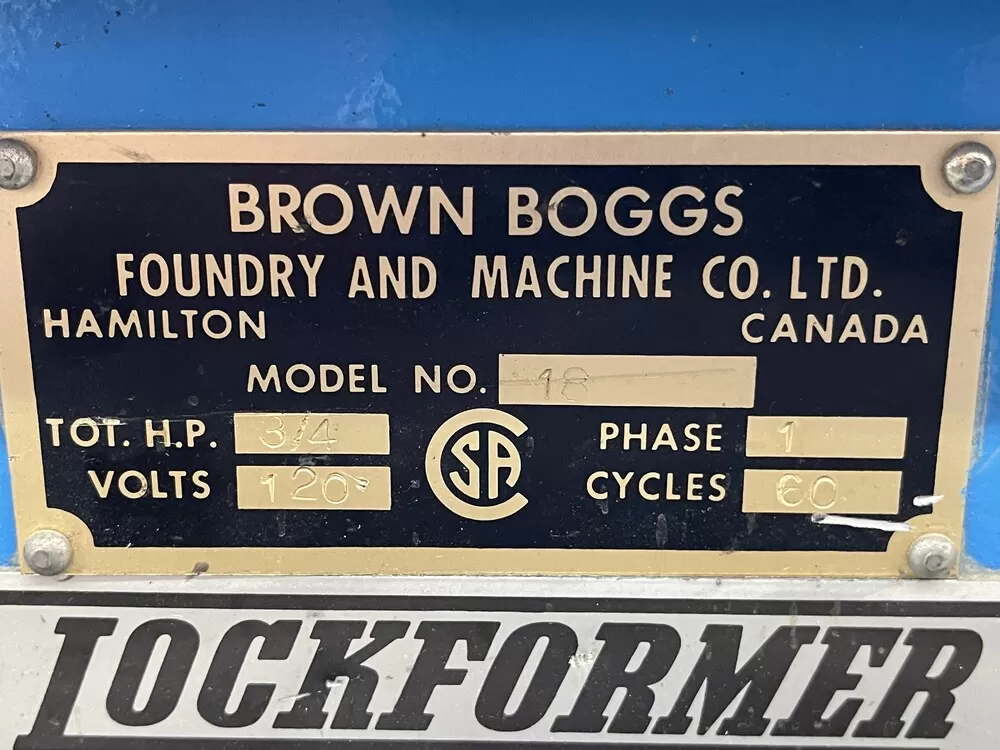 BROWN BOGGS
FOUNDRY AND MACHINE CO. LTD.
HAMILTON CANADA
MODEL NO. 18
TOT. H.P. 3/4 PHASE 1
VOLTS 120 CYCLES 60
CSA
LOCKFORMER